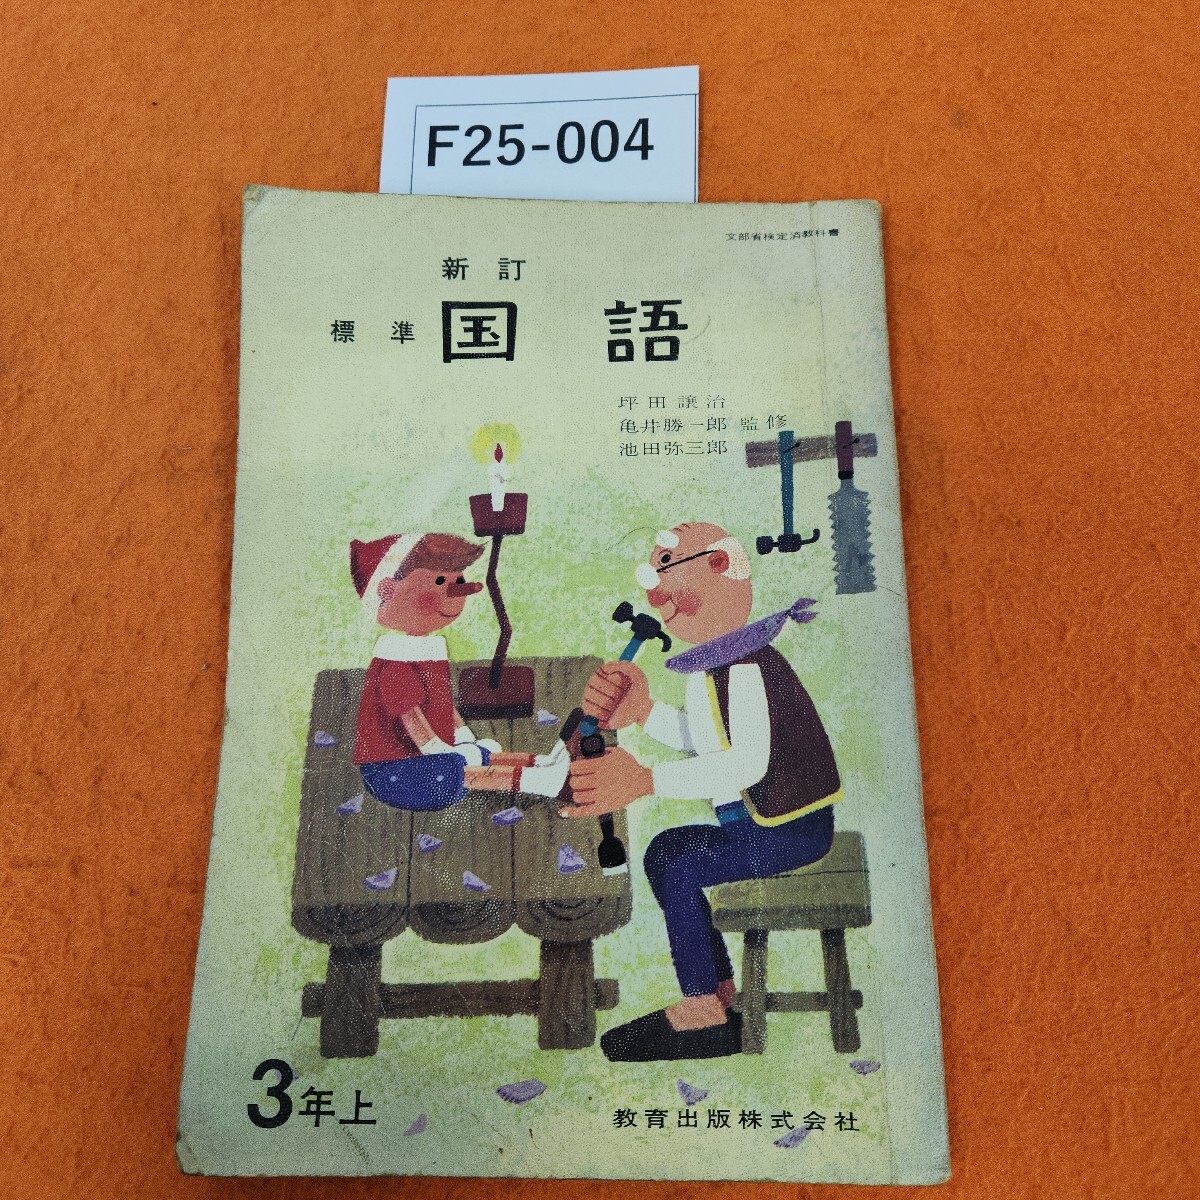 F25-004
文部省検定済教科書
新訂
標準 国語
坪田譲治
亀井勝一郎 監修
池田弥三郎
3年上
教育出版株式会社